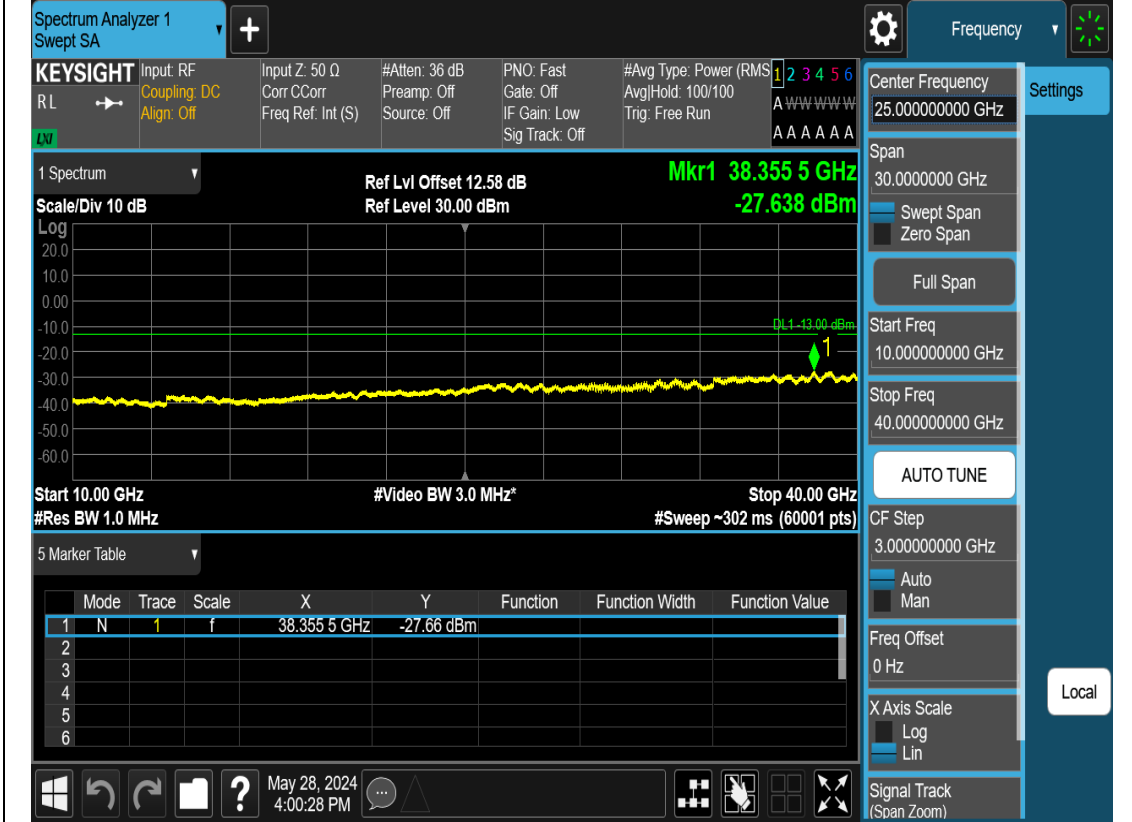 Spectrum Analyzer 1
Swept SA
+
Frequency
KEYSIGHT
RL
LXI
Input: RF
Coupling: DC
Align: Off
Input Z: 50 Ω
Corr CCorr
Freq Ref: Int (S)
#Atten: 36 dB
Preamp: Off
Source: Off
PNO: Fast
Gate: Off
IF Gain: Low
Sig Track: Off
#Avg Type: Power (RMS
Avg|Hold: 100/100
Trig: Free Run
1 2 3 4 5 6
A W W W W W
A A A A A A
1 Spectrum
Scale/Div 10 dB
Ref Lvl Offset 12.58 dB
Ref Level 30.00 dBm
Mkr1 38.355 5 GHz
-27.638 dBm
Log
20.0
10.0
0.00
-10.0
-20.0
-30.0
-40.0
-50.0
-60.0
DL1 -13.00 dBm
1
Start 10.00 GHz
#Res BW 1.0 MHz
#Video BW 3.0 MHz*
Stop 40.00 GHz
#Sweep ~302 ms (60001 pts)
5 Marker Table
Mode Trace Scale X Y Function Function Width Function Value
1 N 1 f 38.355 5 GHz -27.66 dBm
2
3
4
5
6
May 28, 2024
4:00:28 PM
?
Center Frequency
25.000000000 GHz
Settings
Span
30.0000000 GHz
Swept Span
Zero Span
Full Span
Start Freq
10.000000000 GHz
Stop Freq
40.000000000 GHz
AUTO TUNE
CF Step
3.000000000 GHz
Auto
Man
Freq Offset
0 Hz
Local
X Axis Scale
Log
Lin
Signal Track
(Span Zoom)